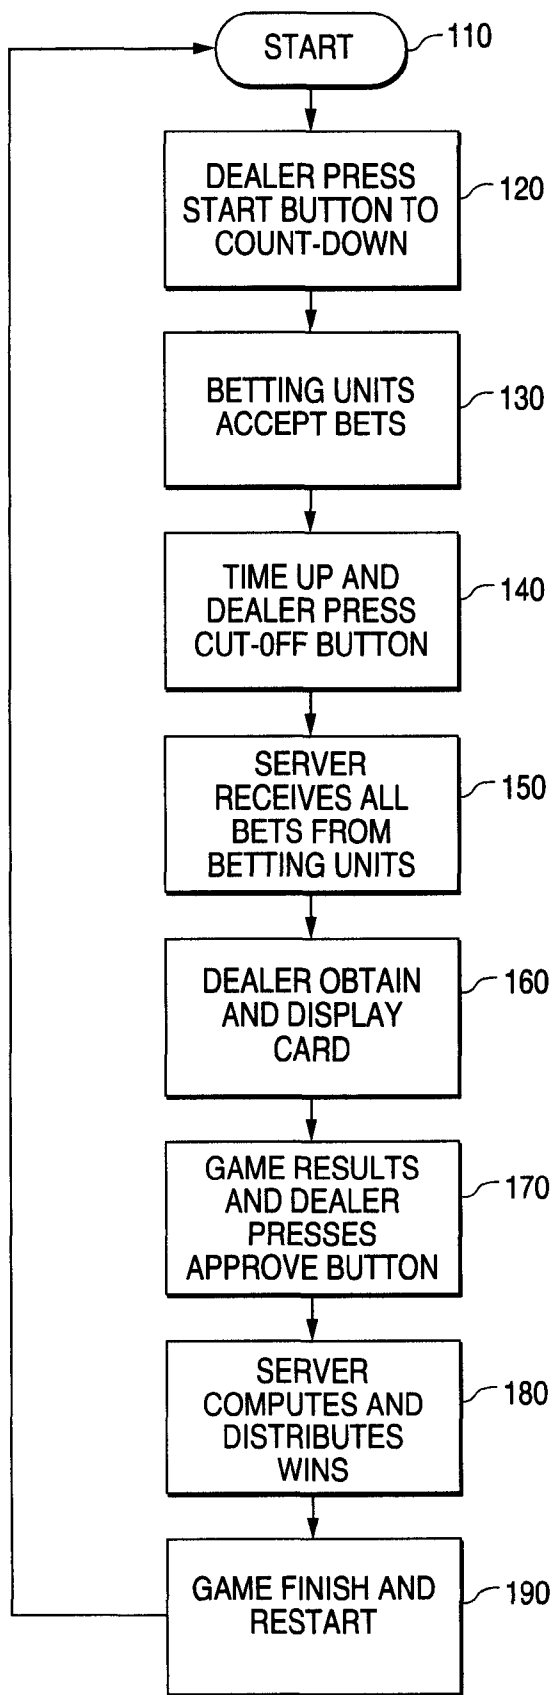 START
110
DEALER PRESS
START BUTTON TO
COUNT-DOWN
120
BETTING UNITS
ACCEPT BETS
130
TIME UP AND
DEALER PRESS
CUT-0FF BUTTON
140
SERVER
RECEIVES ALL
BETS FROM
BETTING UNITS
150
DEALER OBTAIN
AND DISPLAY
CARD
160
GAME RESULTS
AND DEALER
PRESSES
APPROVE BUTTON
170
SERVER
COMPUTES AND
DISTRIBUTES
WINS
180
GAME FINISH AND
RESTART
190